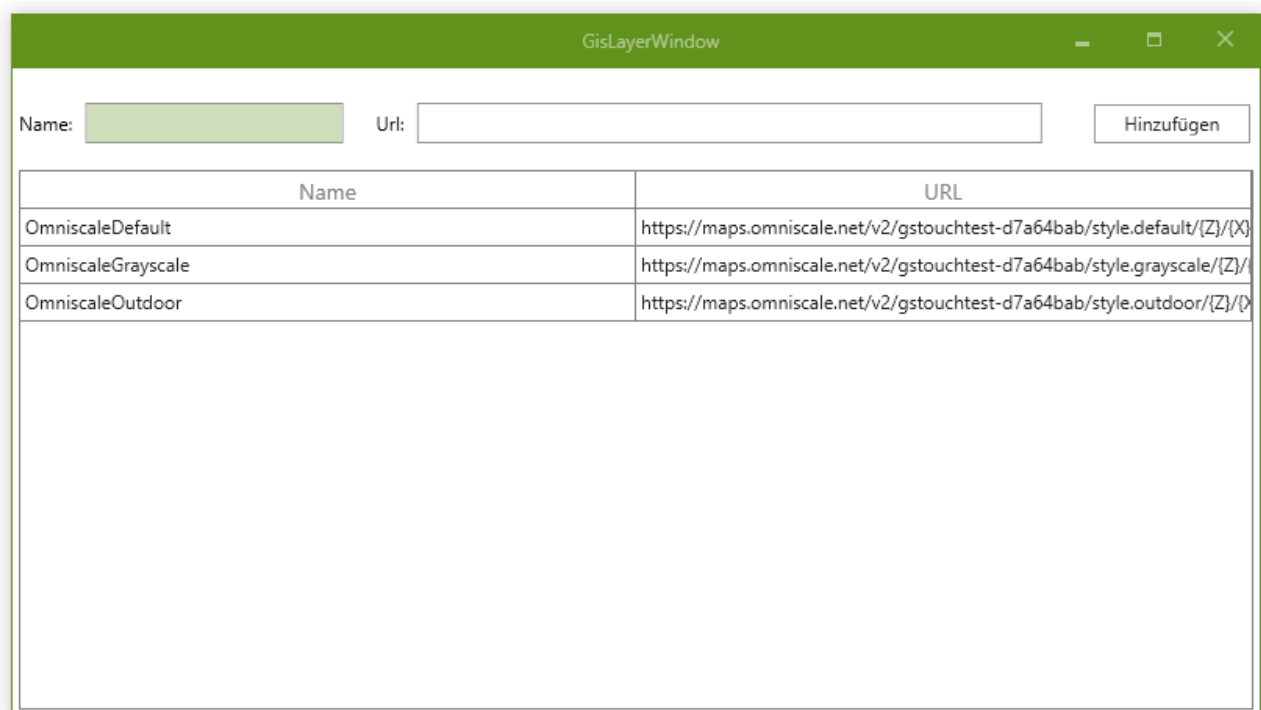 GisLayerWindow
Name: Url: Hinzufügen
Name URL
OmniscaleDefault https://maps.omniscale.net/v2/gstouchtest-d7a64bab/style.default/{Z}/{X}
OmniscaleGrayscale https://maps.omniscale.net/v2/gstouchtest-d7a64bab/style.grayscale/{Z}/
OmniscaleOutdoor https://maps.omniscale.net/v2/gstouchtest-d7a64bab/style.outdoor/{Z}/{X